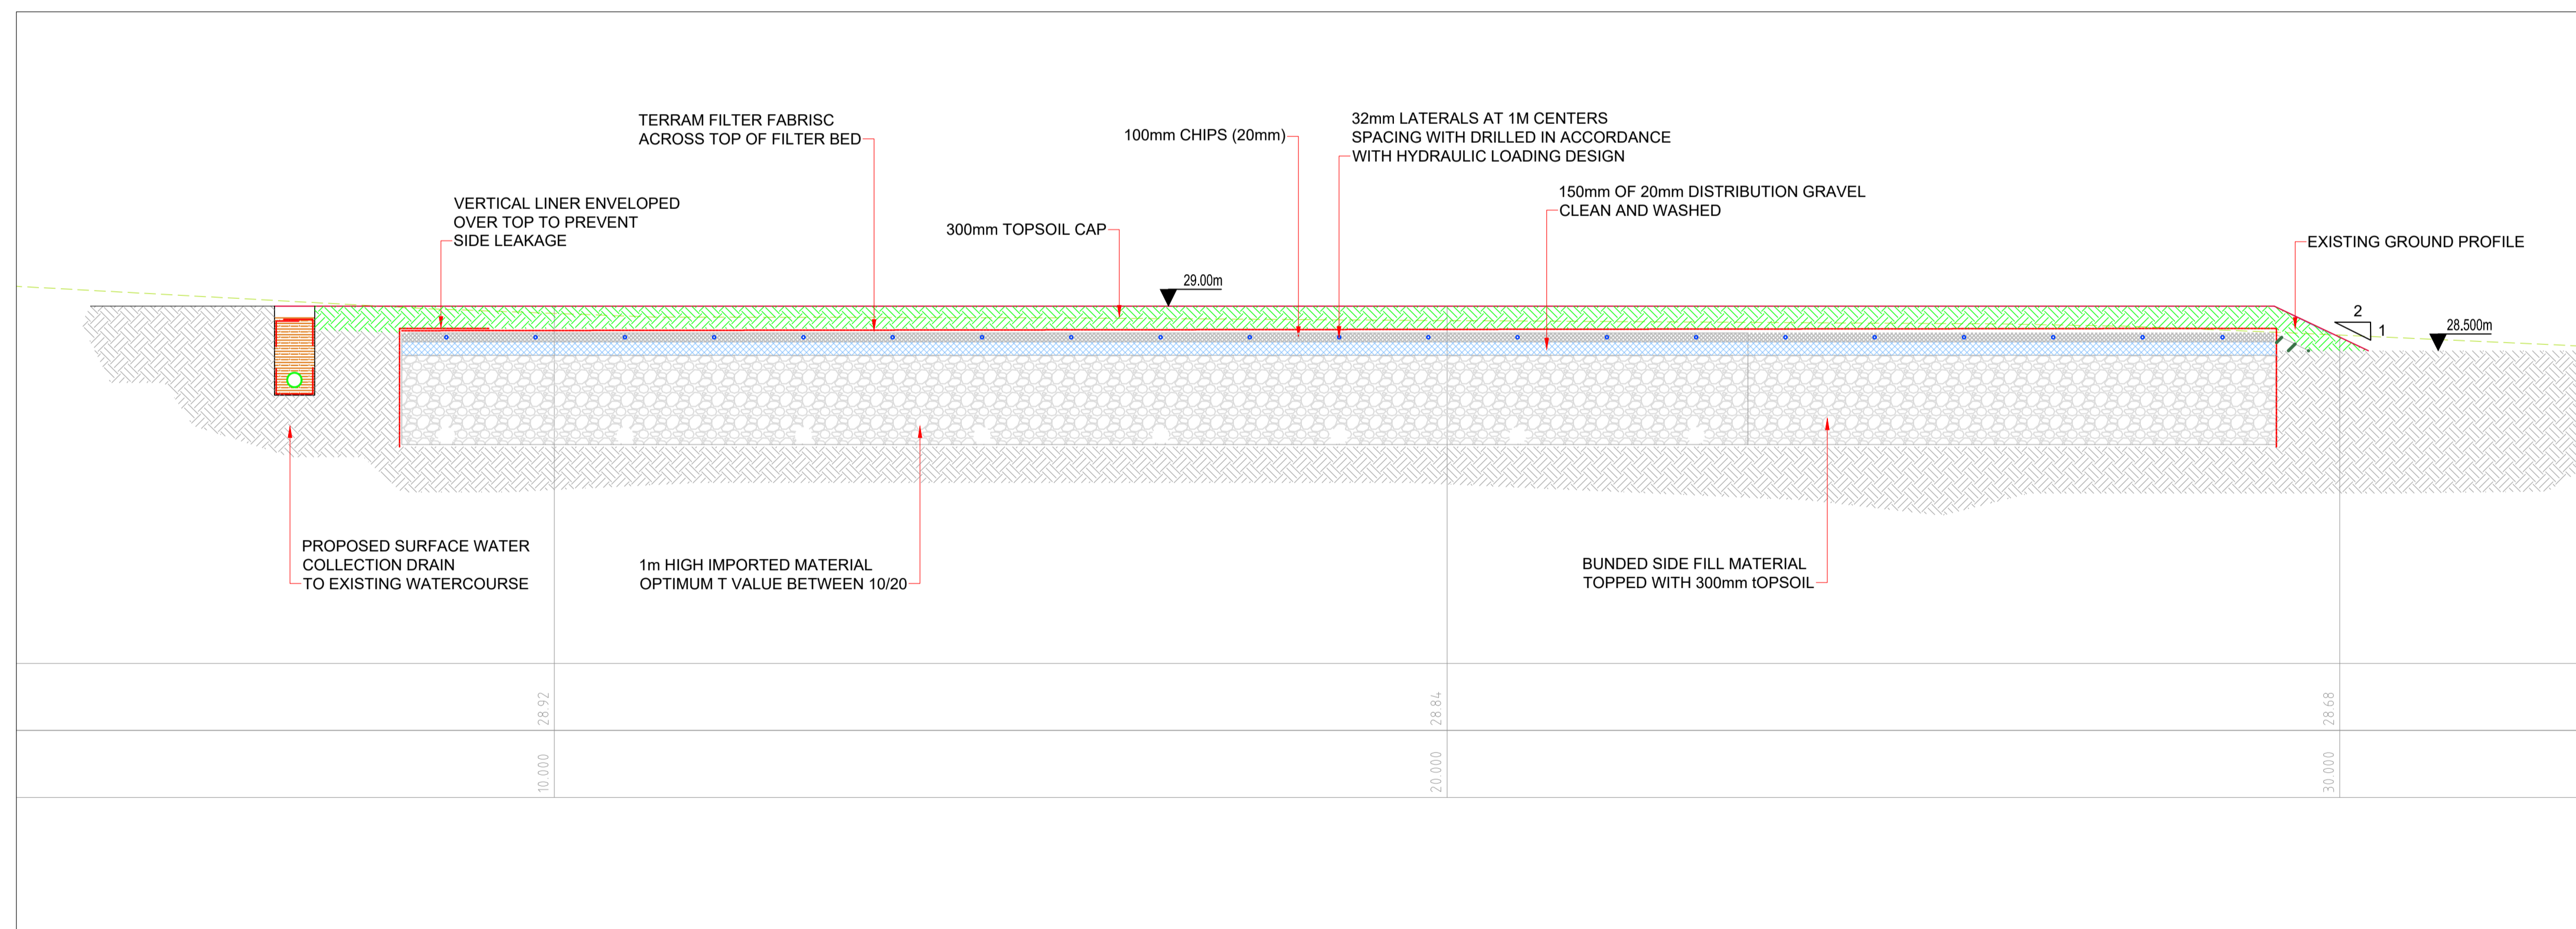 TERRAM FILTER FABRISC
ACROSS TOP OF FILTER BED
100mm CHIPS (20mm)
32mm LATERALS AT 1M CENTERS
SPACING WITH DRILLED IN ACCORDANCE
WITH HYDRAULIC LOADING DESIGN
150mm OF 20mm DISTRIBUTION GRAVEL
CLEAN AND WASHED
VERTICAL LINER ENVELOPED
OVER TOP TO PREVENT
SIDE LEAKAGE
300mm TOPSOIL CAP
EXISTING GROUND PROFILE
29.00m
2
1
28.500m
PROPOSED SURFACE WATER
COLLECTION DRAIN
TO EXISTING WATERCOURSE
1m HIGH IMPORTED MATERIAL
OPTIMUM T VALUE BETWEEN 10/20
BUNDED SIDE FILL MATERIAL
TOPPED WITH 300mm tOPSOIL
28.92
28.84
28.68
10.000
20.000
30.000